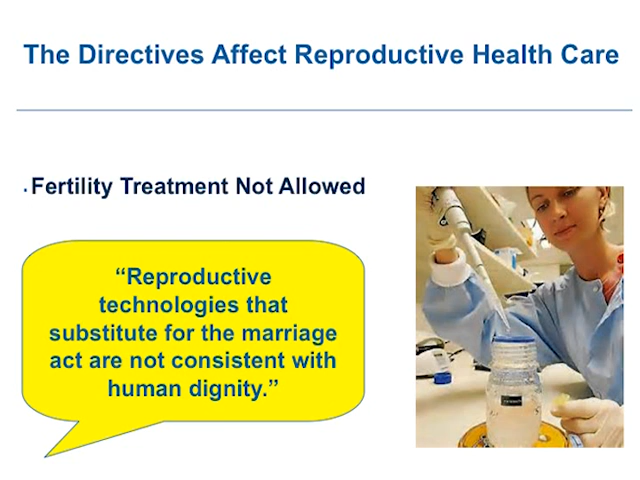 The Directives Affect Reproductive Health Care
· Fertility Treatment Not Allowed
“Reproductive
technologies that
substitute for the marriage
act are not consistent with
human dignity.”